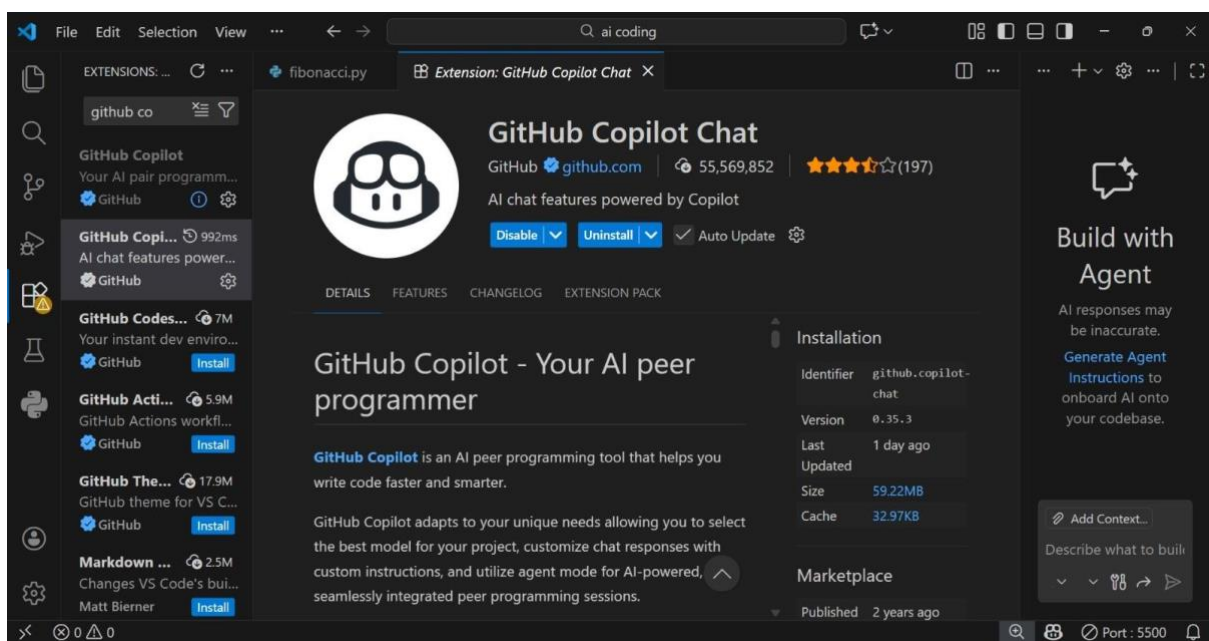 File Edit Selection View ...
ai coding
EXTENSIONS: ...
github co
GitHub Copilot
Your AI pair programm...
GitHub
GitHub Copi... 992ms
AI chat features power...
GitHub
GitHub Codes... 7M
Your instant dev enviro...
GitHub Install
GitHub Acti... 5.9M
GitHub Actions workfl...
GitHub Install
GitHub The... 17.9M
GitHub theme for VS C...
GitHub Install
Markdown ... 2.5M
Changes VS Code's bui...
Matt Bierner Install
fibonacci.py Extension: GitHub Copilot Chat
GitHub Copilot Chat
GitHub github.com 55,569,852 (197)
AI chat features powered by Copilot
Disable Uninstall Auto Update
DETAILS FEATURES CHANGELOG EXTENSION PACK
GitHub Copilot - Your AI peer
programmer
GitHub Copilot is an AI peer programming tool that helps you
write code faster and smarter.
GitHub Copilot adapts to your unique needs allowing you to select
the best model for your project, customize chat responses with
custom instructions, and utilize agent mode for AI-powered,
seamlessly integrated peer programming sessions.
Installation
Identifier github.copilot-
chat
Version 0.35.3
Last 1 day ago
Updated
Size 59.22MB
Cache 32.97KB
Marketplace
Published 2 years ago
Build with
Agent
AI responses may
be inaccurate.
Generate Agent
Instructions to
onboard AI onto
your codebase.
Add Context...
Describe what to buil
0 0
Port : 5500